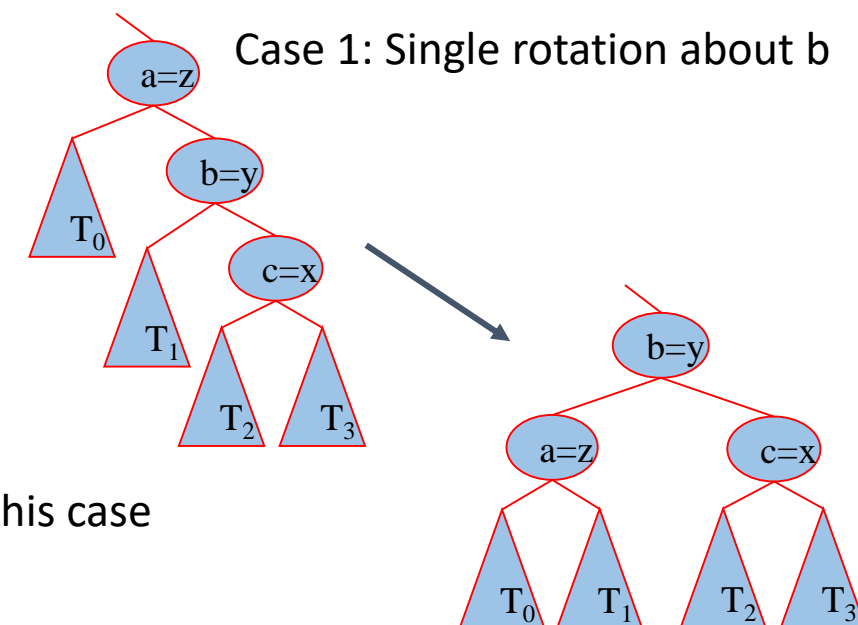 Case 1: Single rotation about b
a=z
b=y
T0
c=x
T1
T2
T3
b=y
a=z
c=x
his case
T0
T1
T2
T3